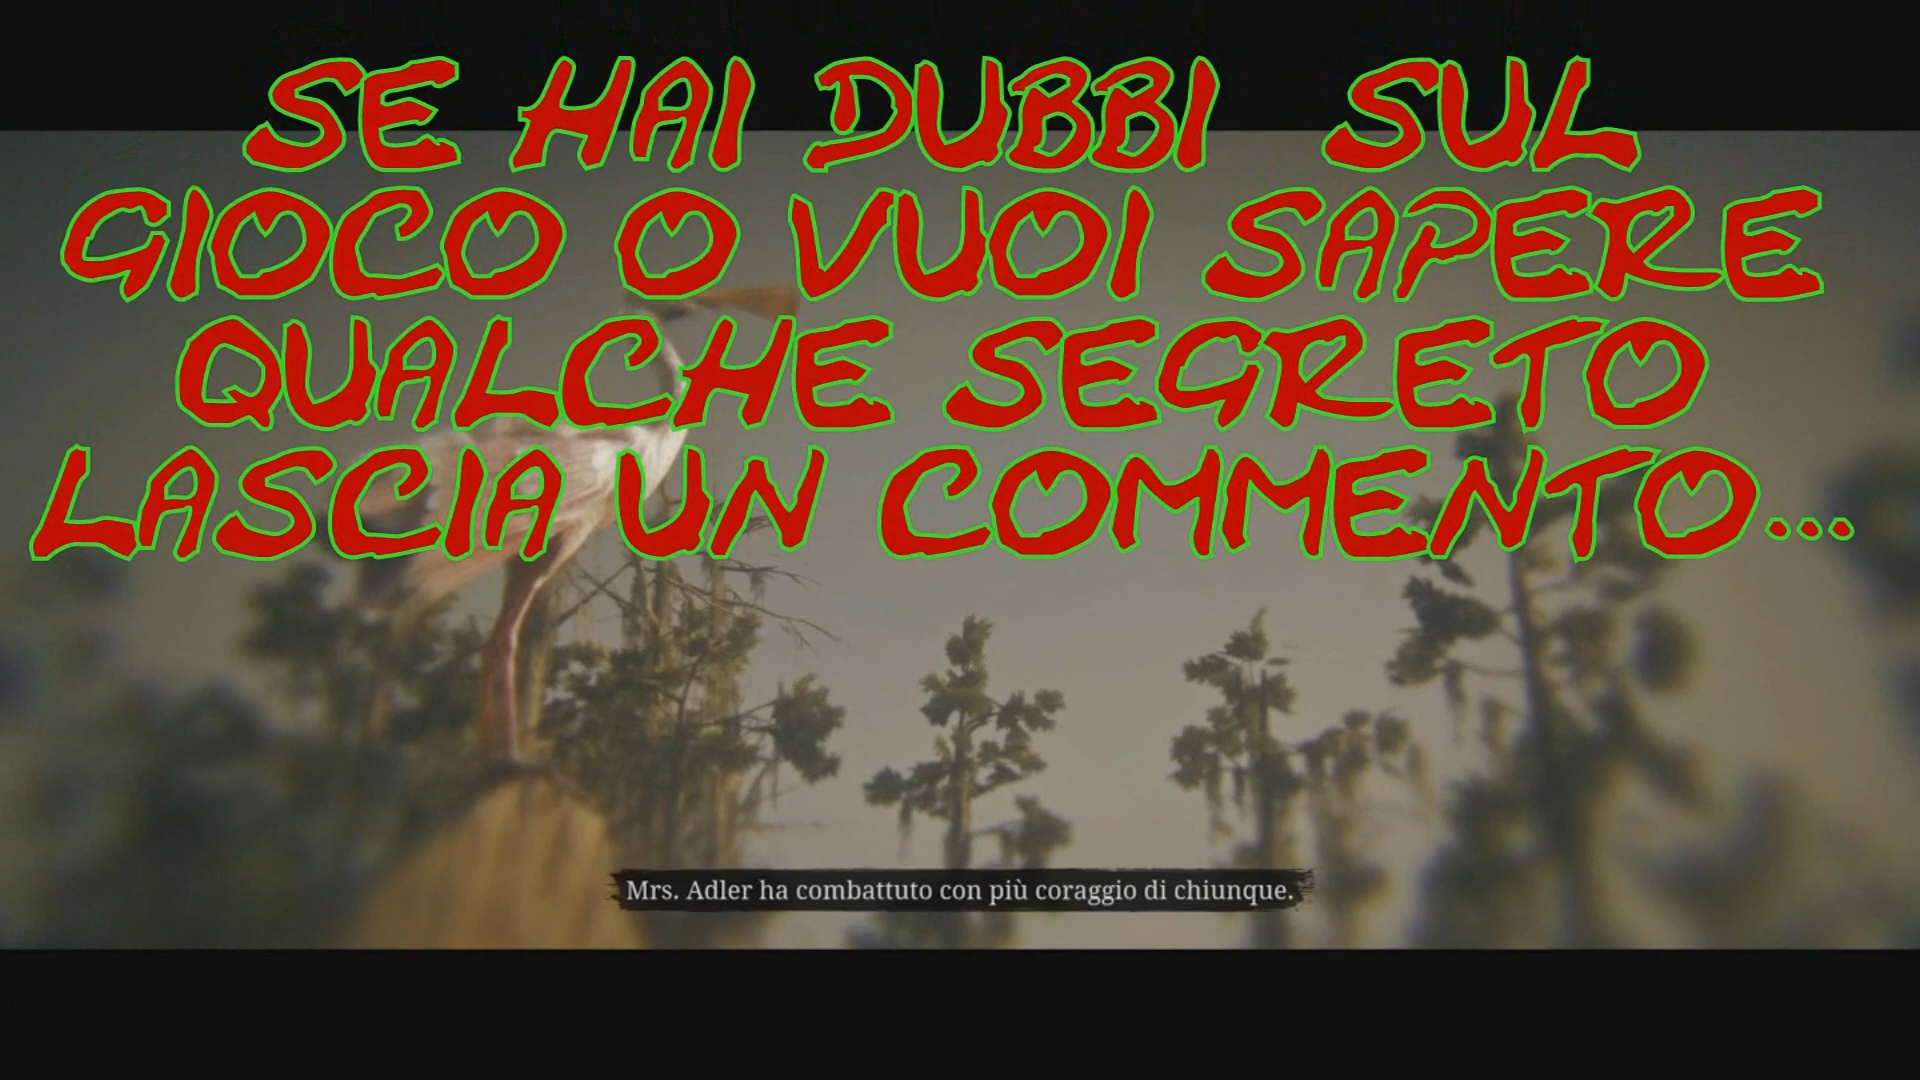 SE HAI DUBBI SUL
GIOCO O VUOI SAPERE
QUALCHE SEGRETO
LASCIA UN COMMENTO...
Mrs. Adler ha combattuto con più coraggio di chiunque.